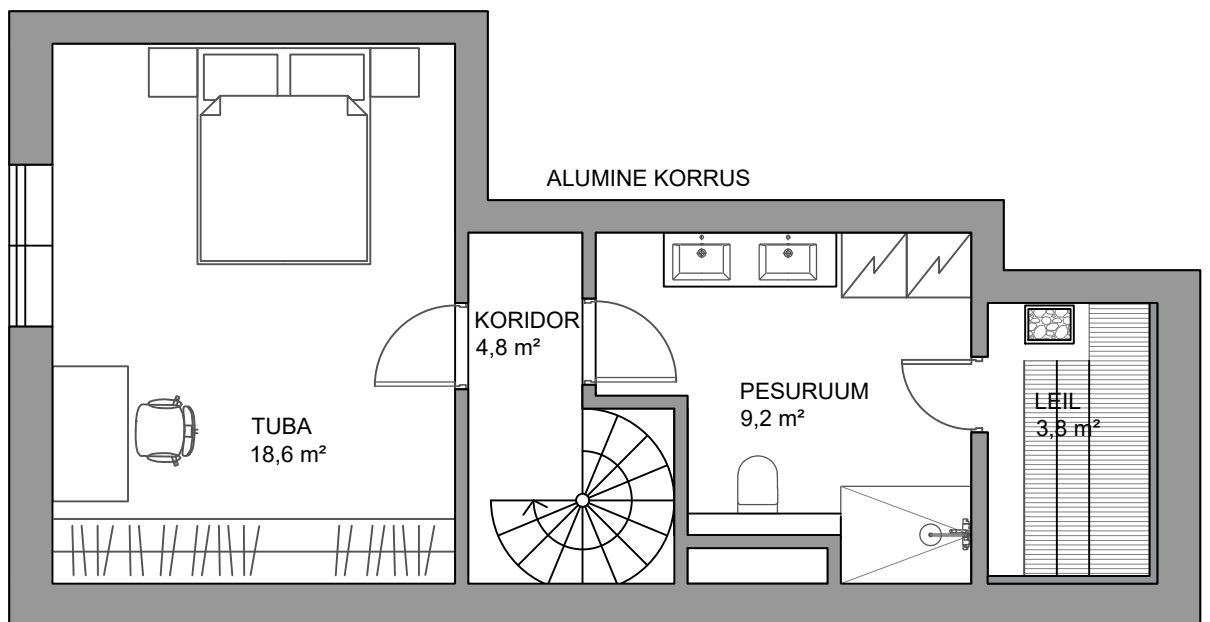 ALUMINE KORRUS
KORIDOR
4,8 m²
PESURUUM
9,2 m²
LEIL
3,8 m²
TUBA
18,6 m²